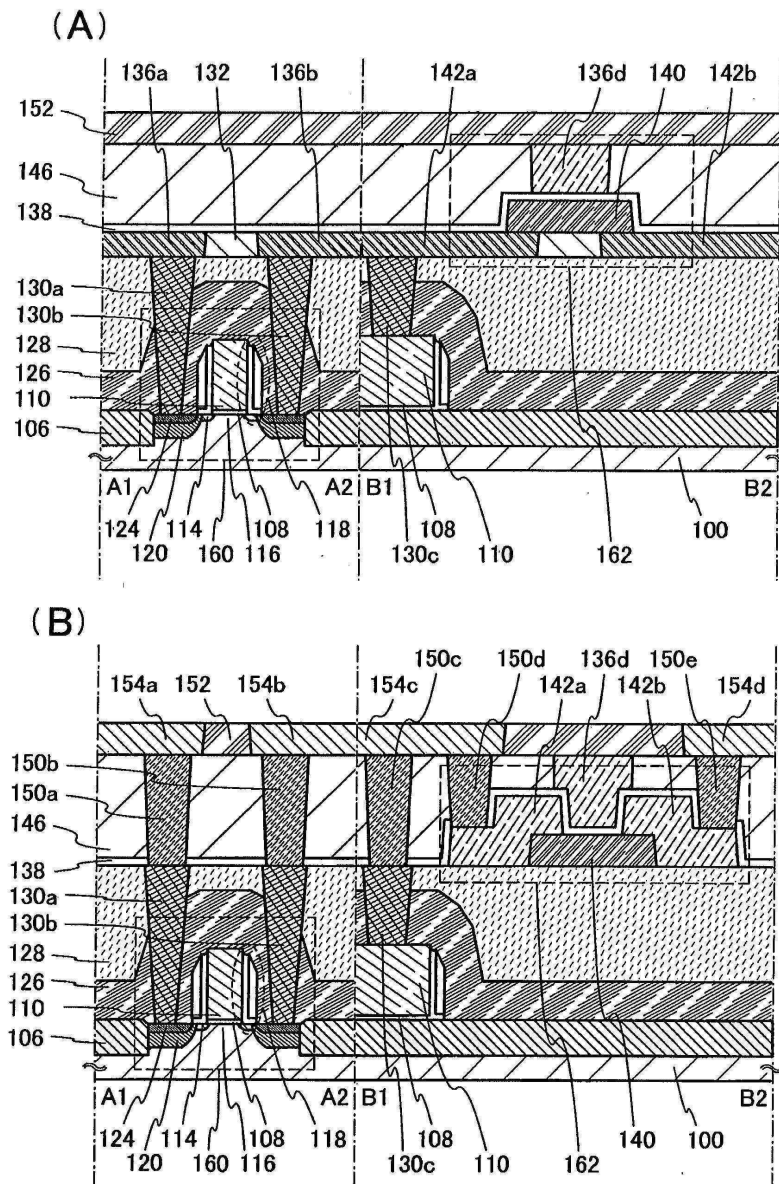 (A)
136a 132 136b 142a 136d 140 142b
152
146
138
130a
130b
128
126
110
106
A1 A2 B1 B2
124 114 108 118 108 100
120 160 116 130c 110 162
(B)
150c 150d 136d 150e
154a 152 154b 154c 142a 142b 154d
150b
150a
146
138
130a
130b
128
126
110
106
A1 A2 B1 B2
124 114 108 118 108 100
120 160 116 130c 110 162 140